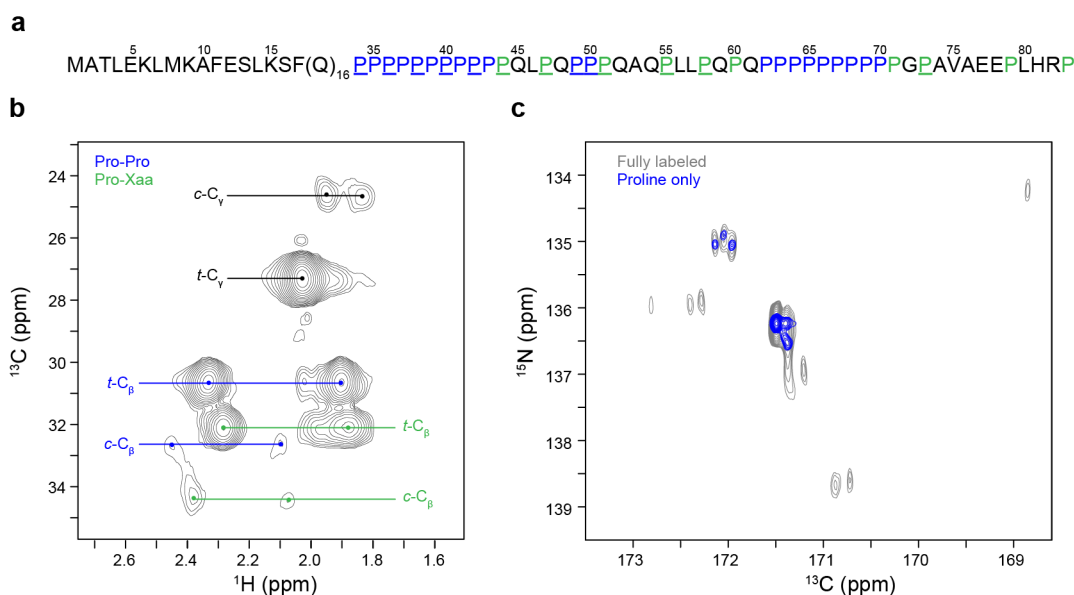 a
5 10 15 35 40 45 50 55 60 65 70 75 80
MATLEKLMKAFESLKSF(Q)16PPPPPPPPPPPQLPQPPPQAQPLLPQPQPPPPPPPPPPGPAVAEEPLHRP
b
Pro-Pro
Pro-Xaa
c-Cγ
t-Cγ
t-Cβ
t-Cβ
c-Cβ
c-Cβ
24
26
28
30
32
34
13C (ppm)
2.6 2.4 2.2 2.0 1.8 1.6
1H (ppm)
c
Fully labeled
Proline only
134
135
136
137
138
139
15N (ppm)
173 172 171 170 169
13C (ppm)